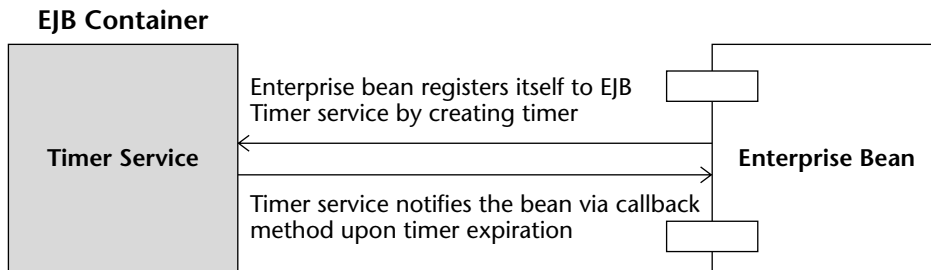 EJB Container
Enterprise bean registers itself to EJB
Timer service by creating timer
Timer Service
Enterprise Bean
Timer service notifies the bean via callback
method upon timer expiration